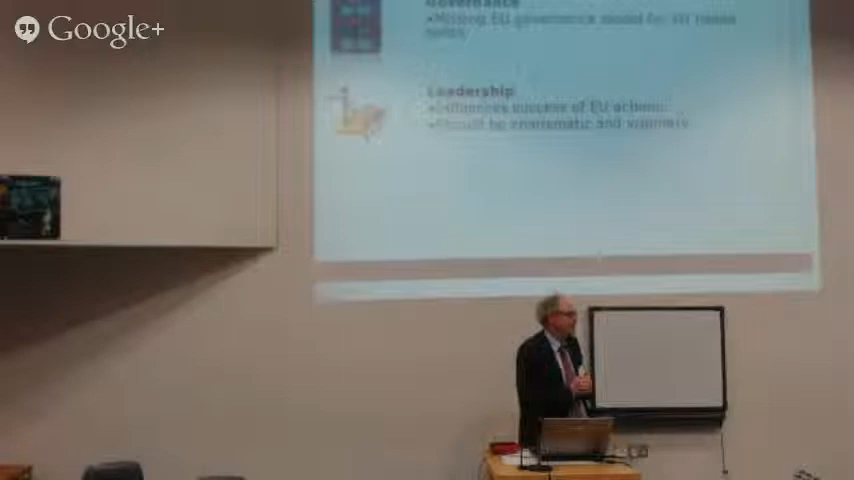 Google+
Governance
•Missing EU governance model for
Leadership
•Influences success of EU actions.
•Should be charismatic and visionary.